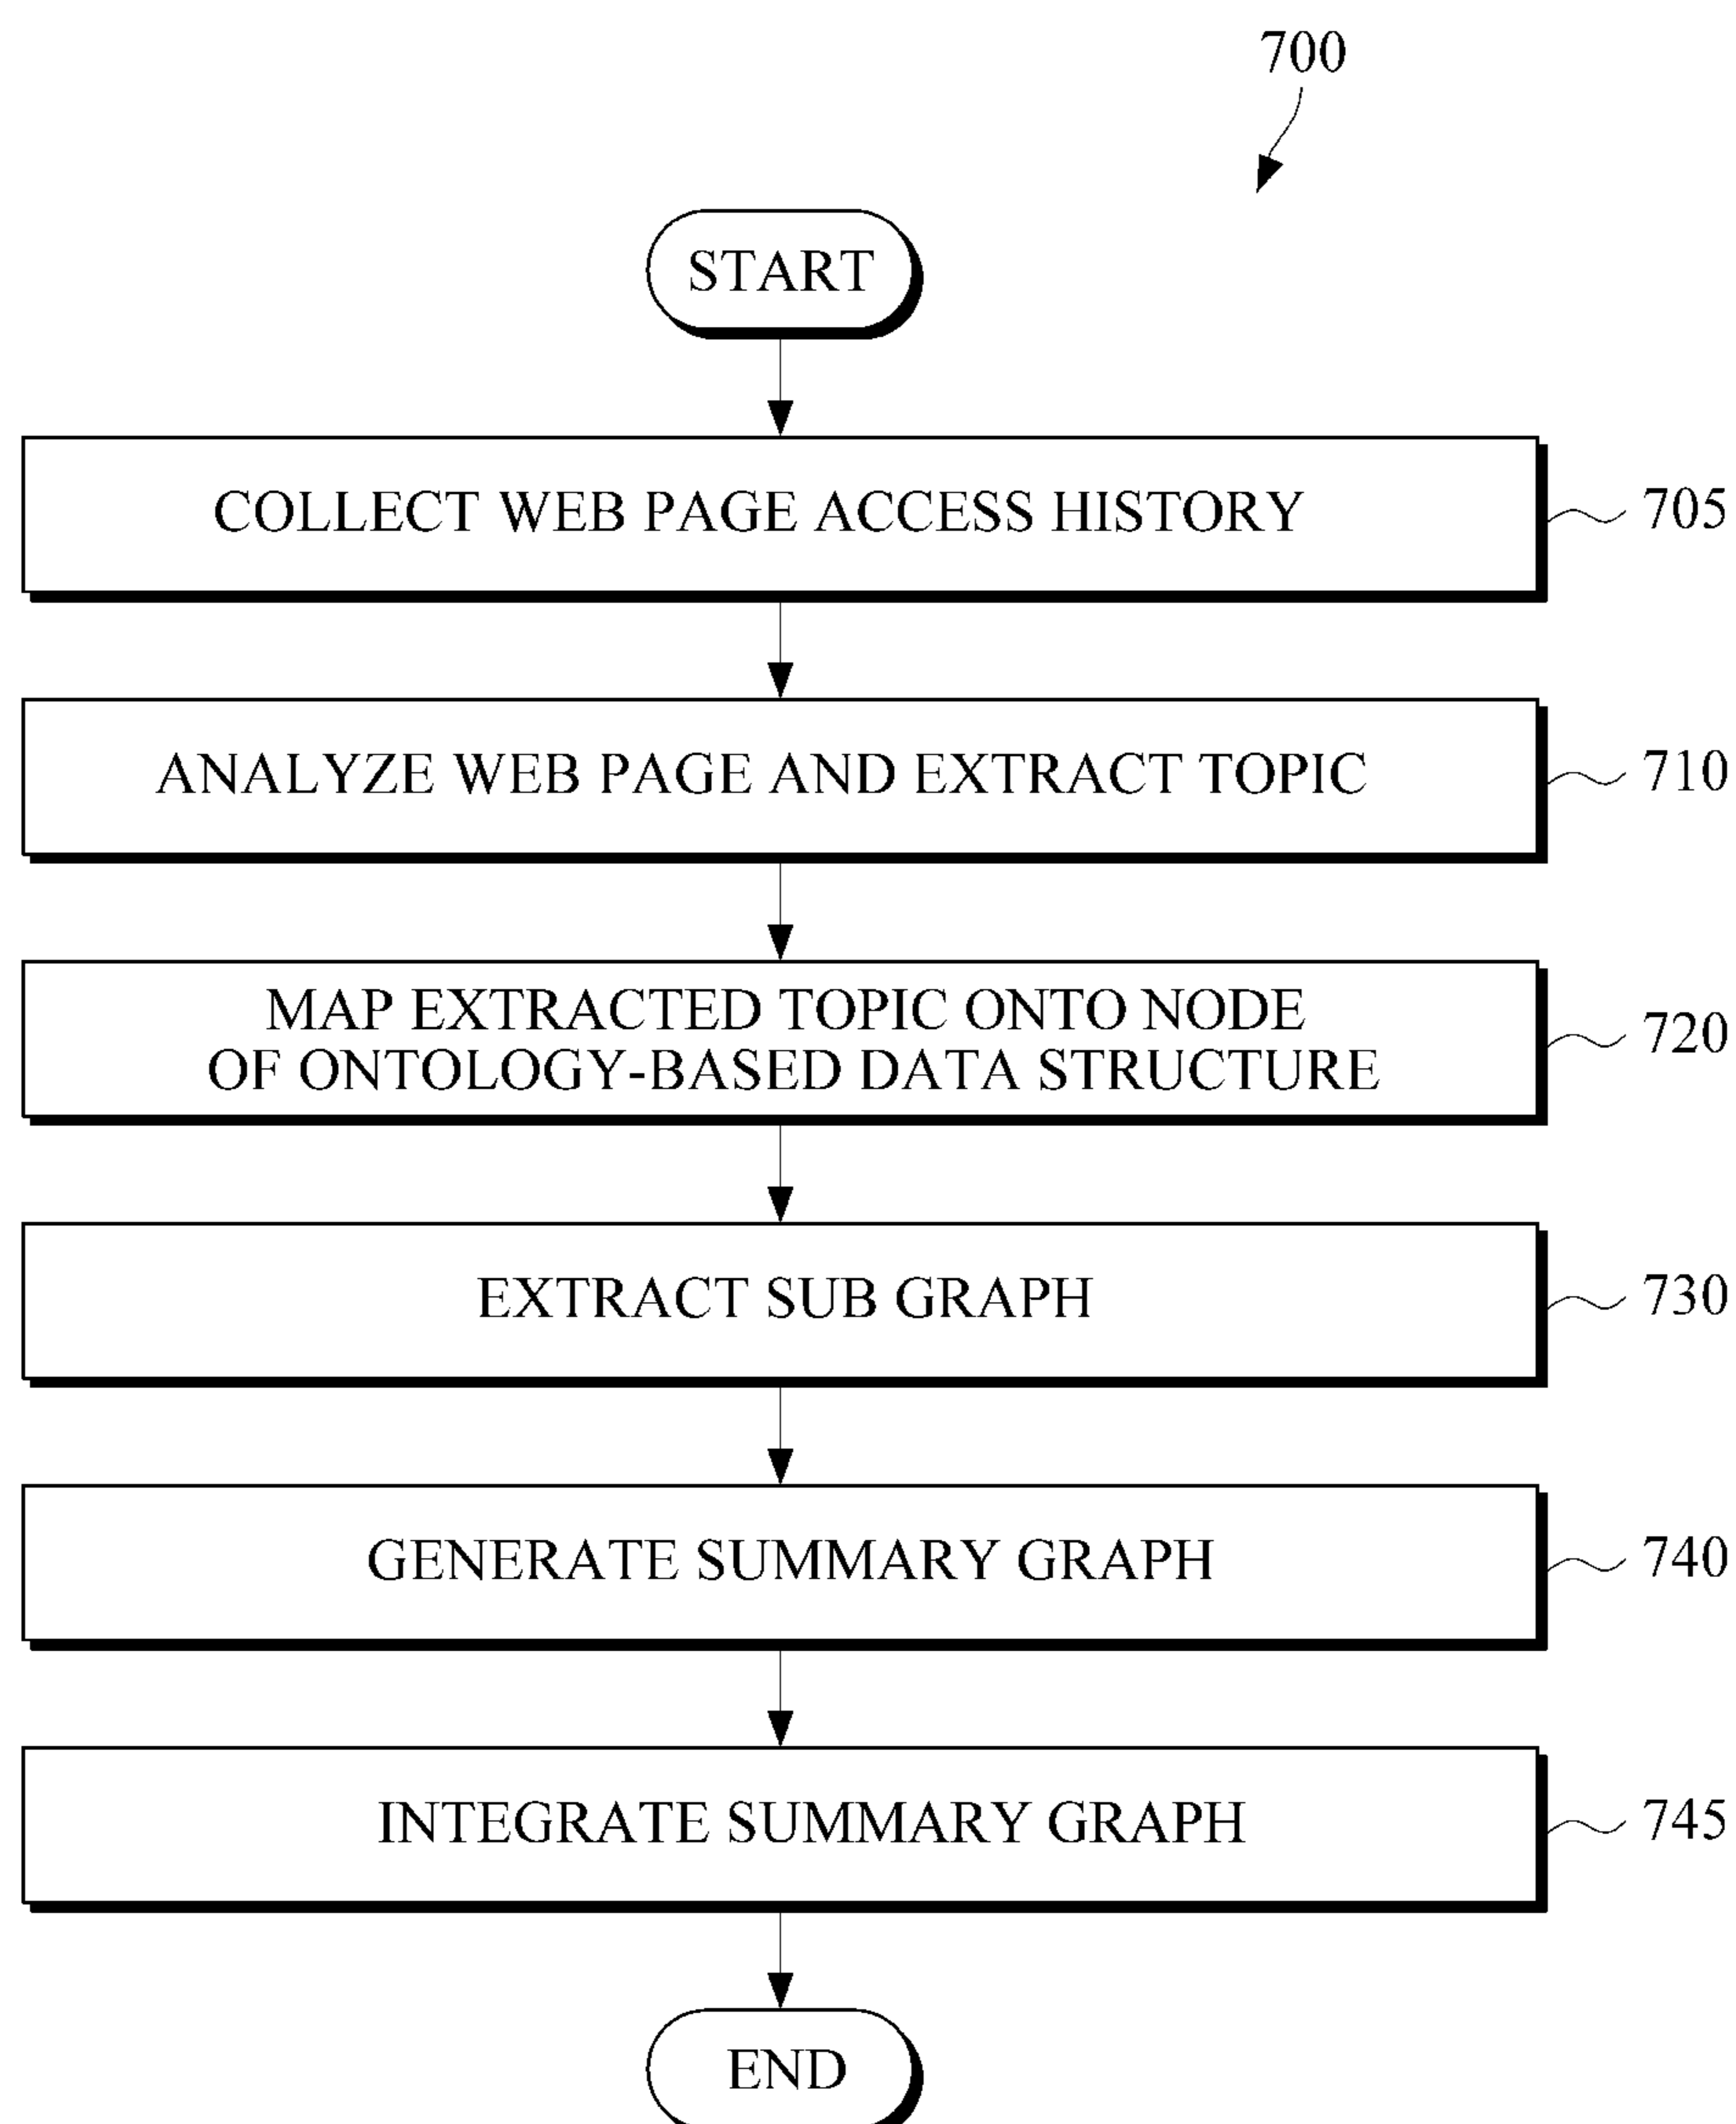 700
START
COLLECT WEB PAGE ACCESS HISTORY
705
ANALYZE WEB PAGE AND EXTRACT TOPIC
710
MAP EXTRACTED TOPIC ONTO NODE
OF ONTOLOGY-BASED DATA STRUCTURE
720
EXTRACT SUB GRAPH
730
GENERATE SUMMARY GRAPH
740
INTEGRATE SUMMARY GRAPH
745
END